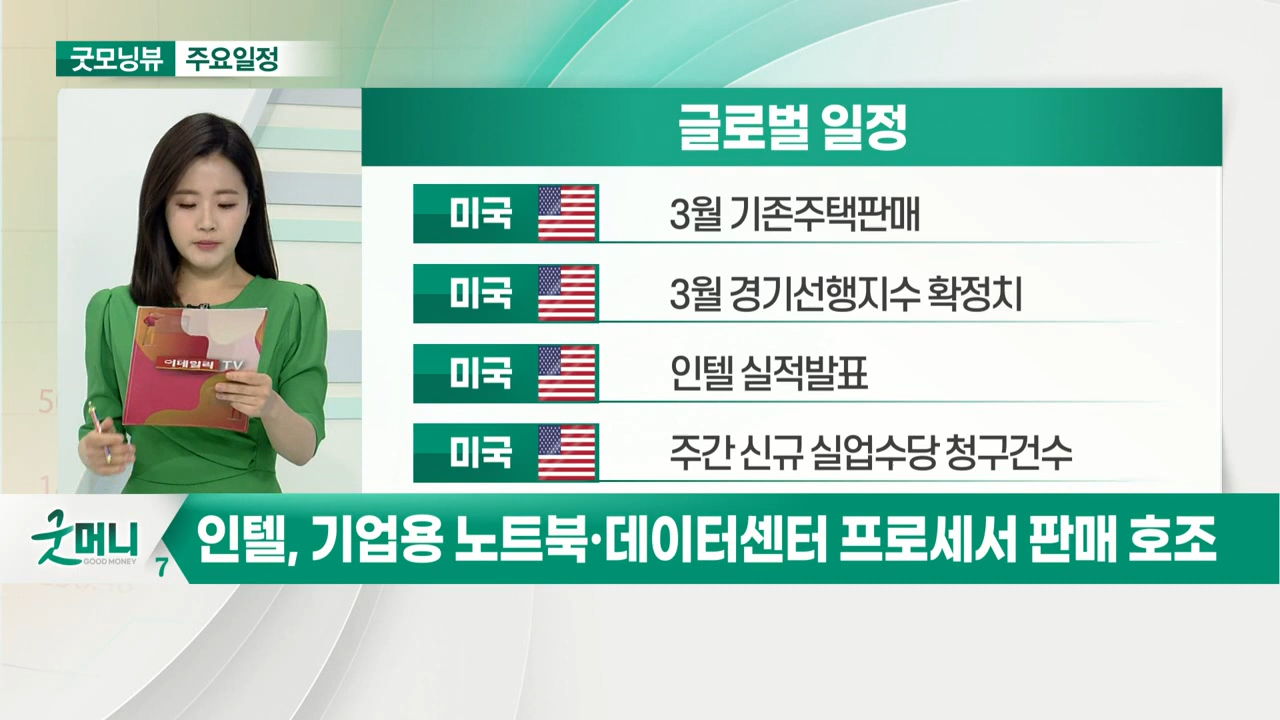 굿모닝뷰 주요일정
글로벌 일정
미국 3월 기존주택판매
미국 3월 경기선행지수 확정치
미국 인텔 실적발표
미국 주간 신규 실업수당 청구건수
이데일리 TV
굿머니
GOOD MONEY
7
인텔, 기업용 노트북·데이터센터 프로세서 판매 호조